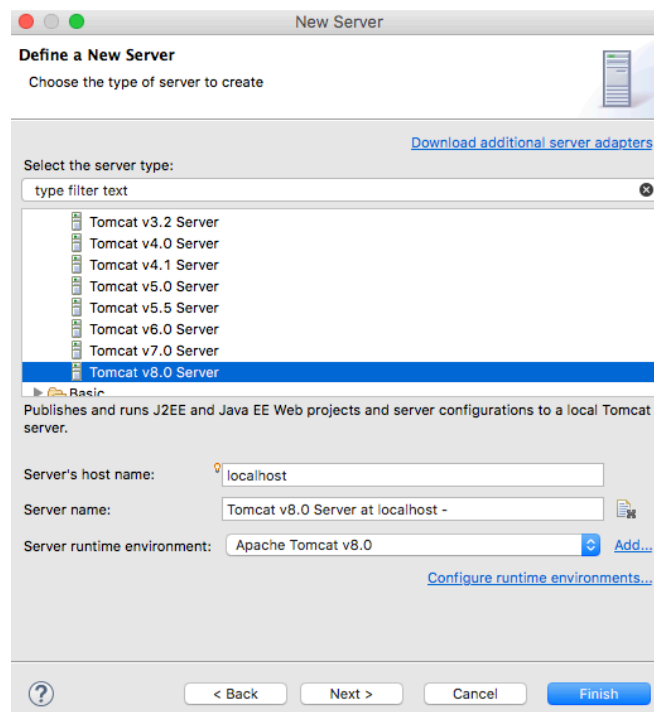 New Server
Define a New Server
Choose the type of server to create
Download additional server adapters
Select the server type:
type filter text
Tomcat v3.2 Server
Tomcat v4.0 Server
Tomcat v4.1 Server
Tomcat v5.0 Server
Tomcat v5.5 Server
Tomcat v6.0 Server
Tomcat v7.0 Server
Tomcat v8.0 Server
Basic
Publishes and runs J2EE and Java EE Web projects and server configurations to a local Tomcat
server.
Server's host name: localhost
Server name: Tomcat v8.0 Server at localhost -
Server runtime environment: Apache Tomcat v8.0 Add...
Configure runtime environments...
? < Back Next > Cancel Finish